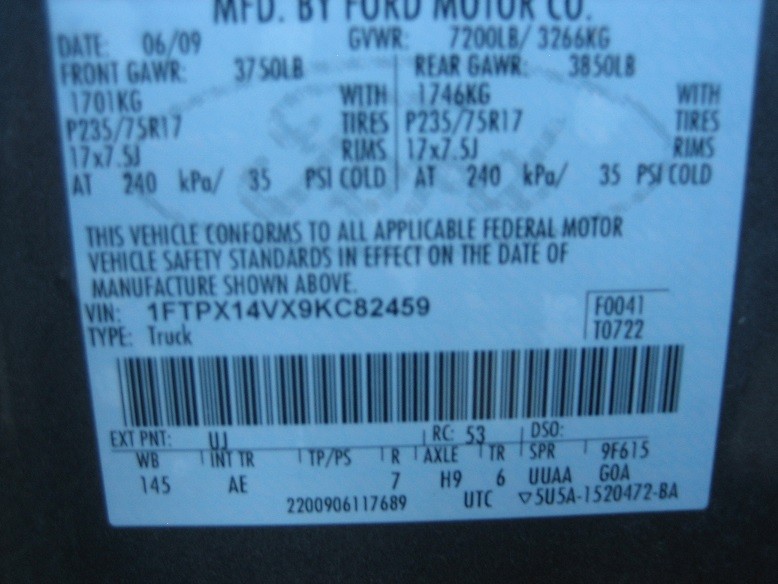 MFD. BY FORD MOTOR CO.
DATE: 06/09 GVWR: 7200LB/ 3266KG
FRONT GAWR: 3750LB REAR GAWR: 3850LB
1701KG WITH 1746KG WITH
P235/75R17 TIRES P235/75R17 TIRES
17x7.5J RIMS 17x7.5J RIMS
AT 240 kPa/ 35 PSI COLD AT 240 kPa/ 35 PSI COLD
THIS VEHICLE CONFORMS TO ALL APPLICABLE FEDERAL MOTOR
VEHICLE SAFETY STANDARDS IN EFFECT ON THE DATE OF
MANUFACTURE SHOWN ABOVE.
VIN: 1FTPX14VX9KC82459 F0041
TYPE: Truck T0722
EXT PNT: UJ RC: 53 DSO:
WB INT TR TP/PS R AXLE TR SPR 9F615
145 AE 7 H9 6 UUAA GOA
2200906117689 UTC ▽5U5A-1520472-BA